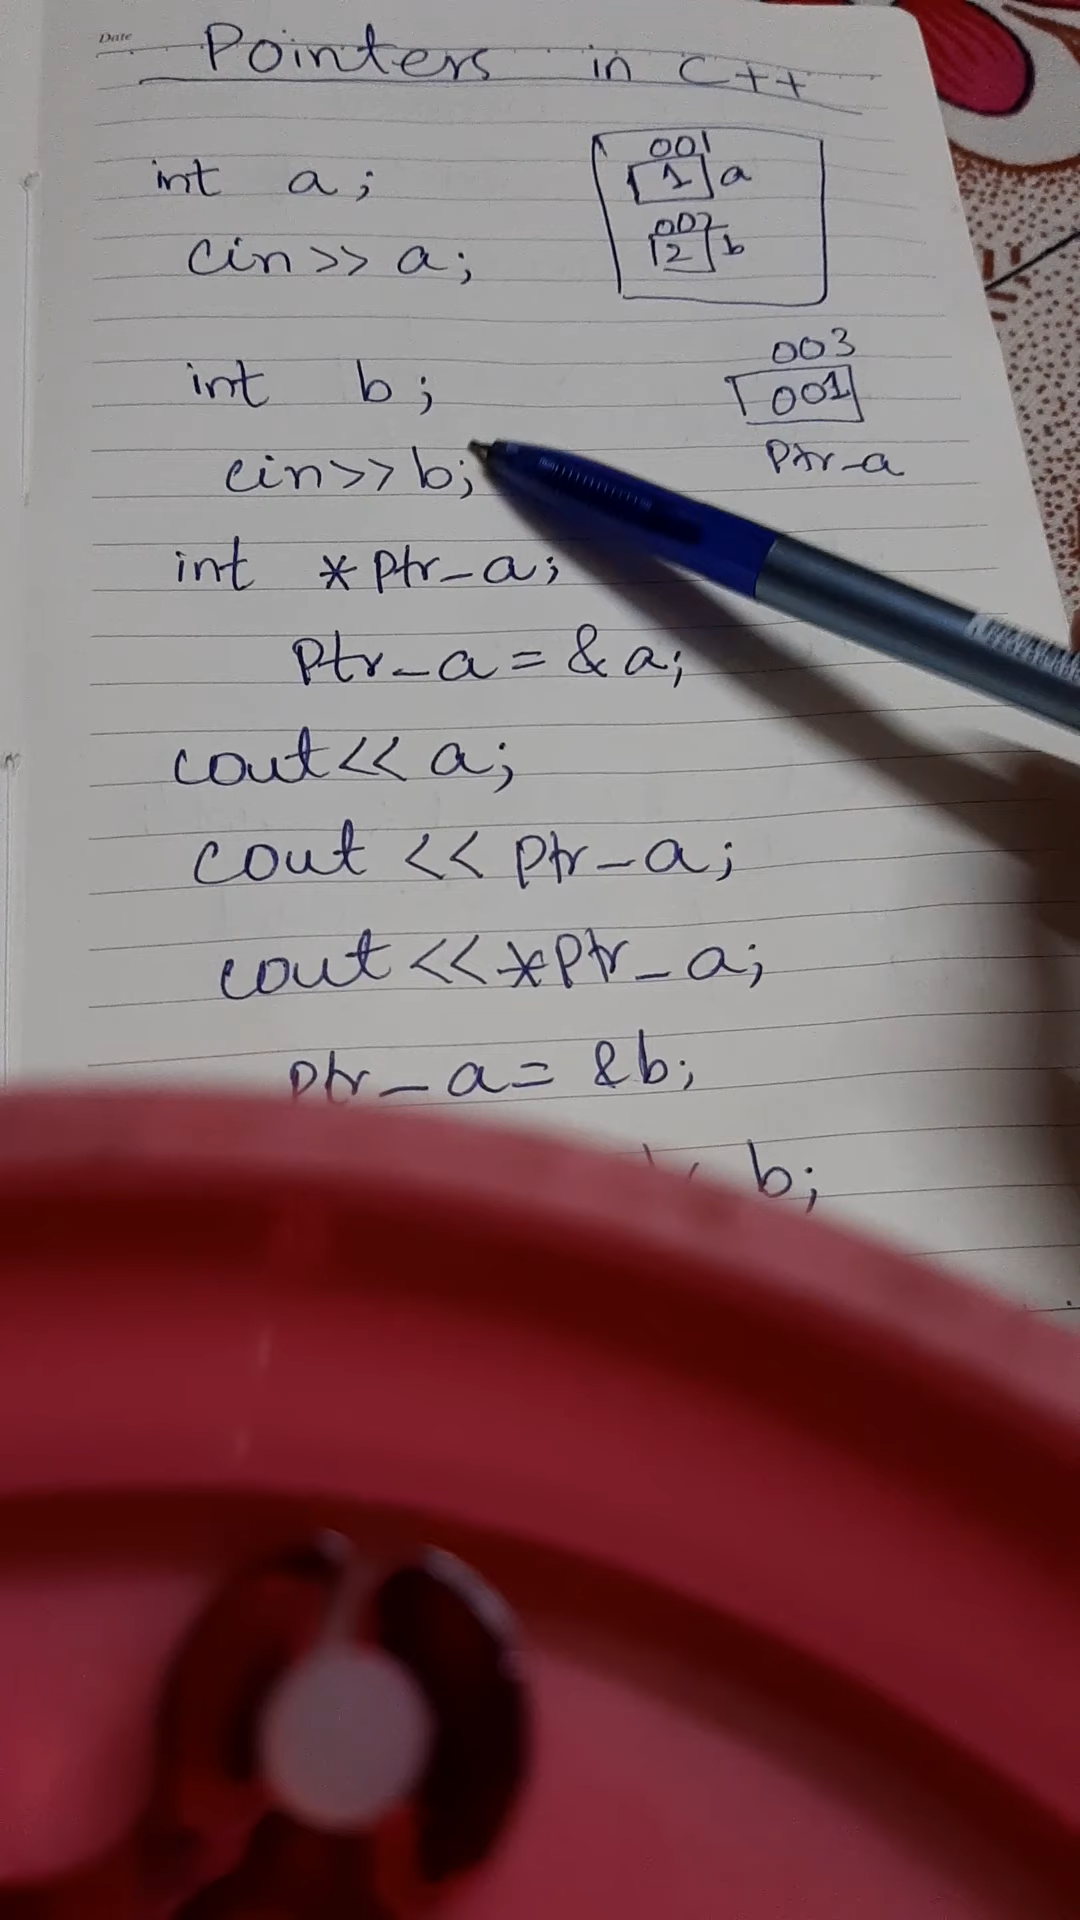 Date
Pointers in C++
int a;
cin>> a;
001
1 a
002
2 b
int b;
cin>> b;
003
001
Ptr_a
int *Ptr_a;
Ptr_a = &a;
cout<< a;
cout << Ptr_a;
cout << *Ptr_a;
Ptr_a = &b;
b;